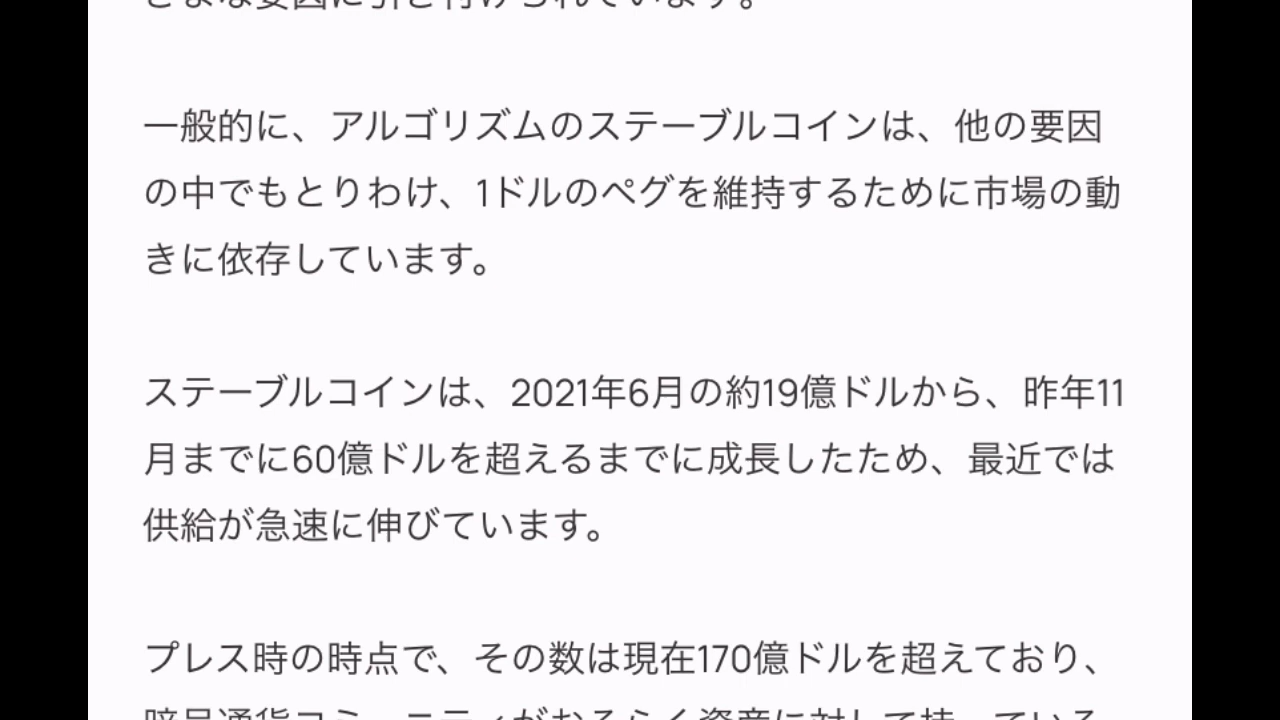 一般的に、アルゴリズムのステーブルコインは、他の要因
の中でもとりわけ、1ドルのペグを維持するために市場の動
きに依存しています。
ステーブルコインは、2021年6月の約19億ドルから、昨年11
月までに60億ドルを超えるまでに成長したため、最近では
供給が急速に伸びています。
プレス時の時点で、その数は現在170億ドルを超えており、